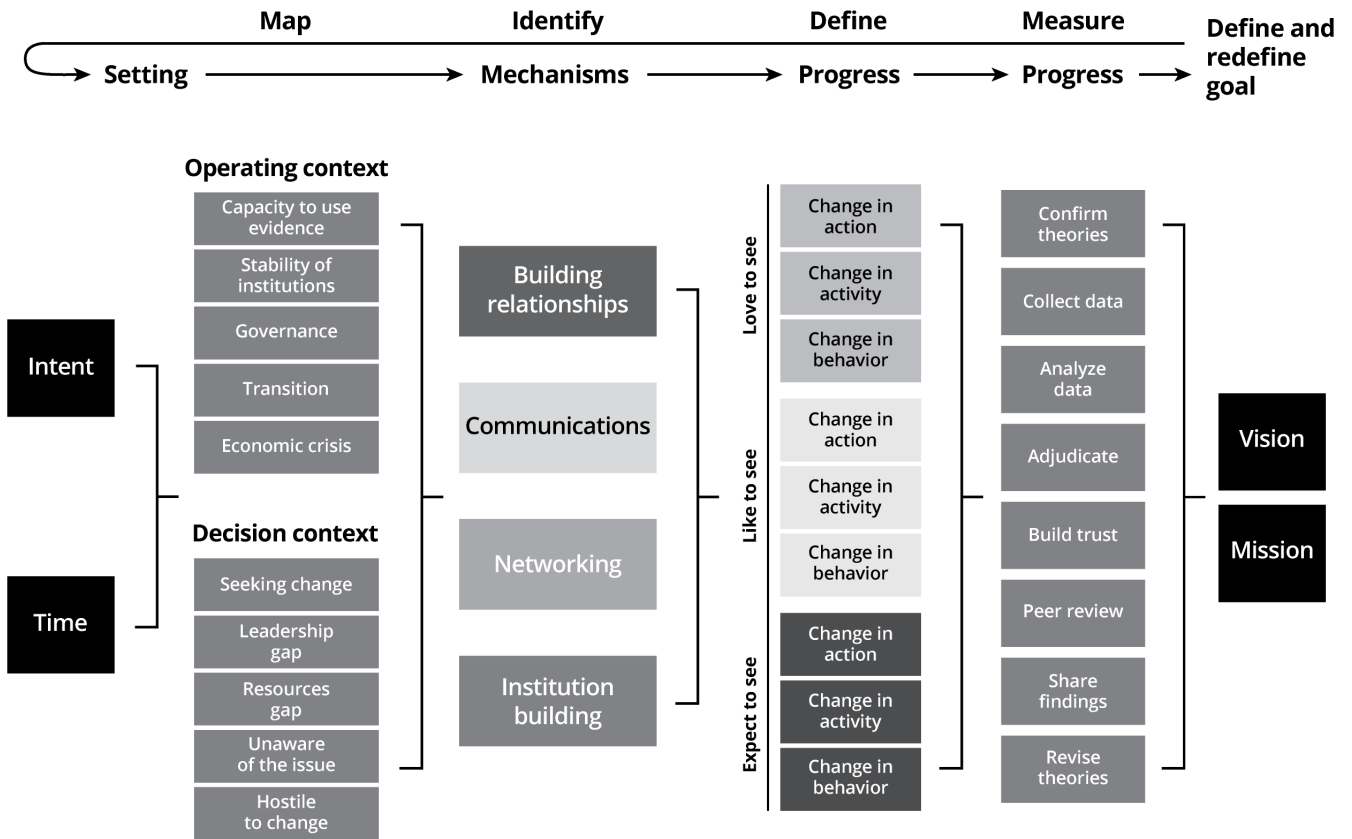 Map
Identify
Define
Measure
Define and
redefine
goal
Setting
Mechanisms
Progress
Progress
Intent
Time
Operating context
Capacity to use
evidence
Stability of
institutions
Governance
Transition
Economic crisis
Decision context
Seeking change
Leadership
gap
Resources
gap
Unaware
of the issue
Hostile
to change
Building
relationships
Communications
Networking
Institution
building
Love to see
Change in
action
Change in
activity
Change in
behavior
Like to see
Change in
action
Change in
activity
Change in
behavior
Expect to see
Change in
action
Change in
activity
Change in
behavior
Confirm
theories
Collect data
Analyze
data
Adjudicate
Build trust
Peer review
Share
findings
Revise
theories
Vision
Mission